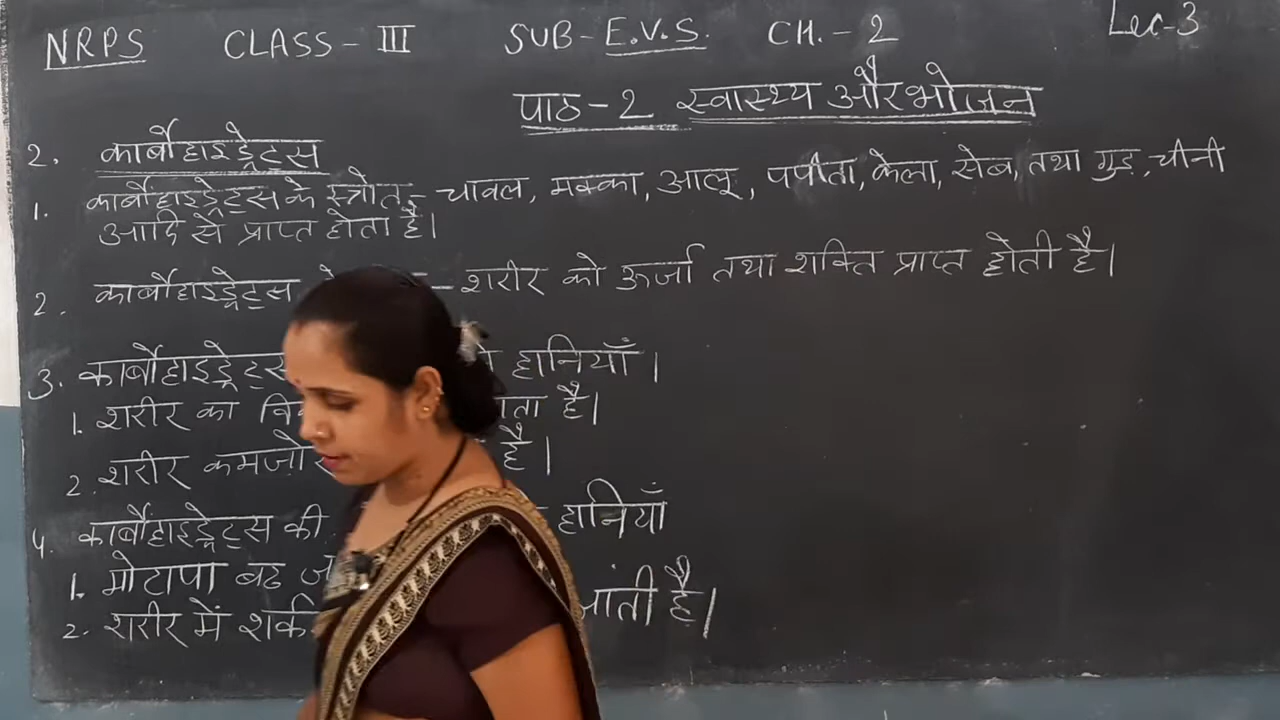 NRPS CLASS-III SUB-E.V.S. CH.-2 Lec-3
पाठ-2 स्वास्थ्य और भोजन
2. कार्बोहाइड्रेट्स
1. कार्बोहाइड्रेट्स के स्त्रोत - चावल, मक्का, आलू, पपीता, केला, सेब, तथा गुड़, चीनी
आदि से प्राप्त होता है।
2. कार्बोहाइड्रेट्स - शरीर को ऊर्जा तथा शक्ति प्राप्त होती है।
3. कार्बोहाइड्रेट्स हानियाँ।
1. शरीर का है।
2. शरीर है।
4. कार्बोहाइड्रेट्स की हानियाँ
1. मोटापा बढ
2. शरीर में है।